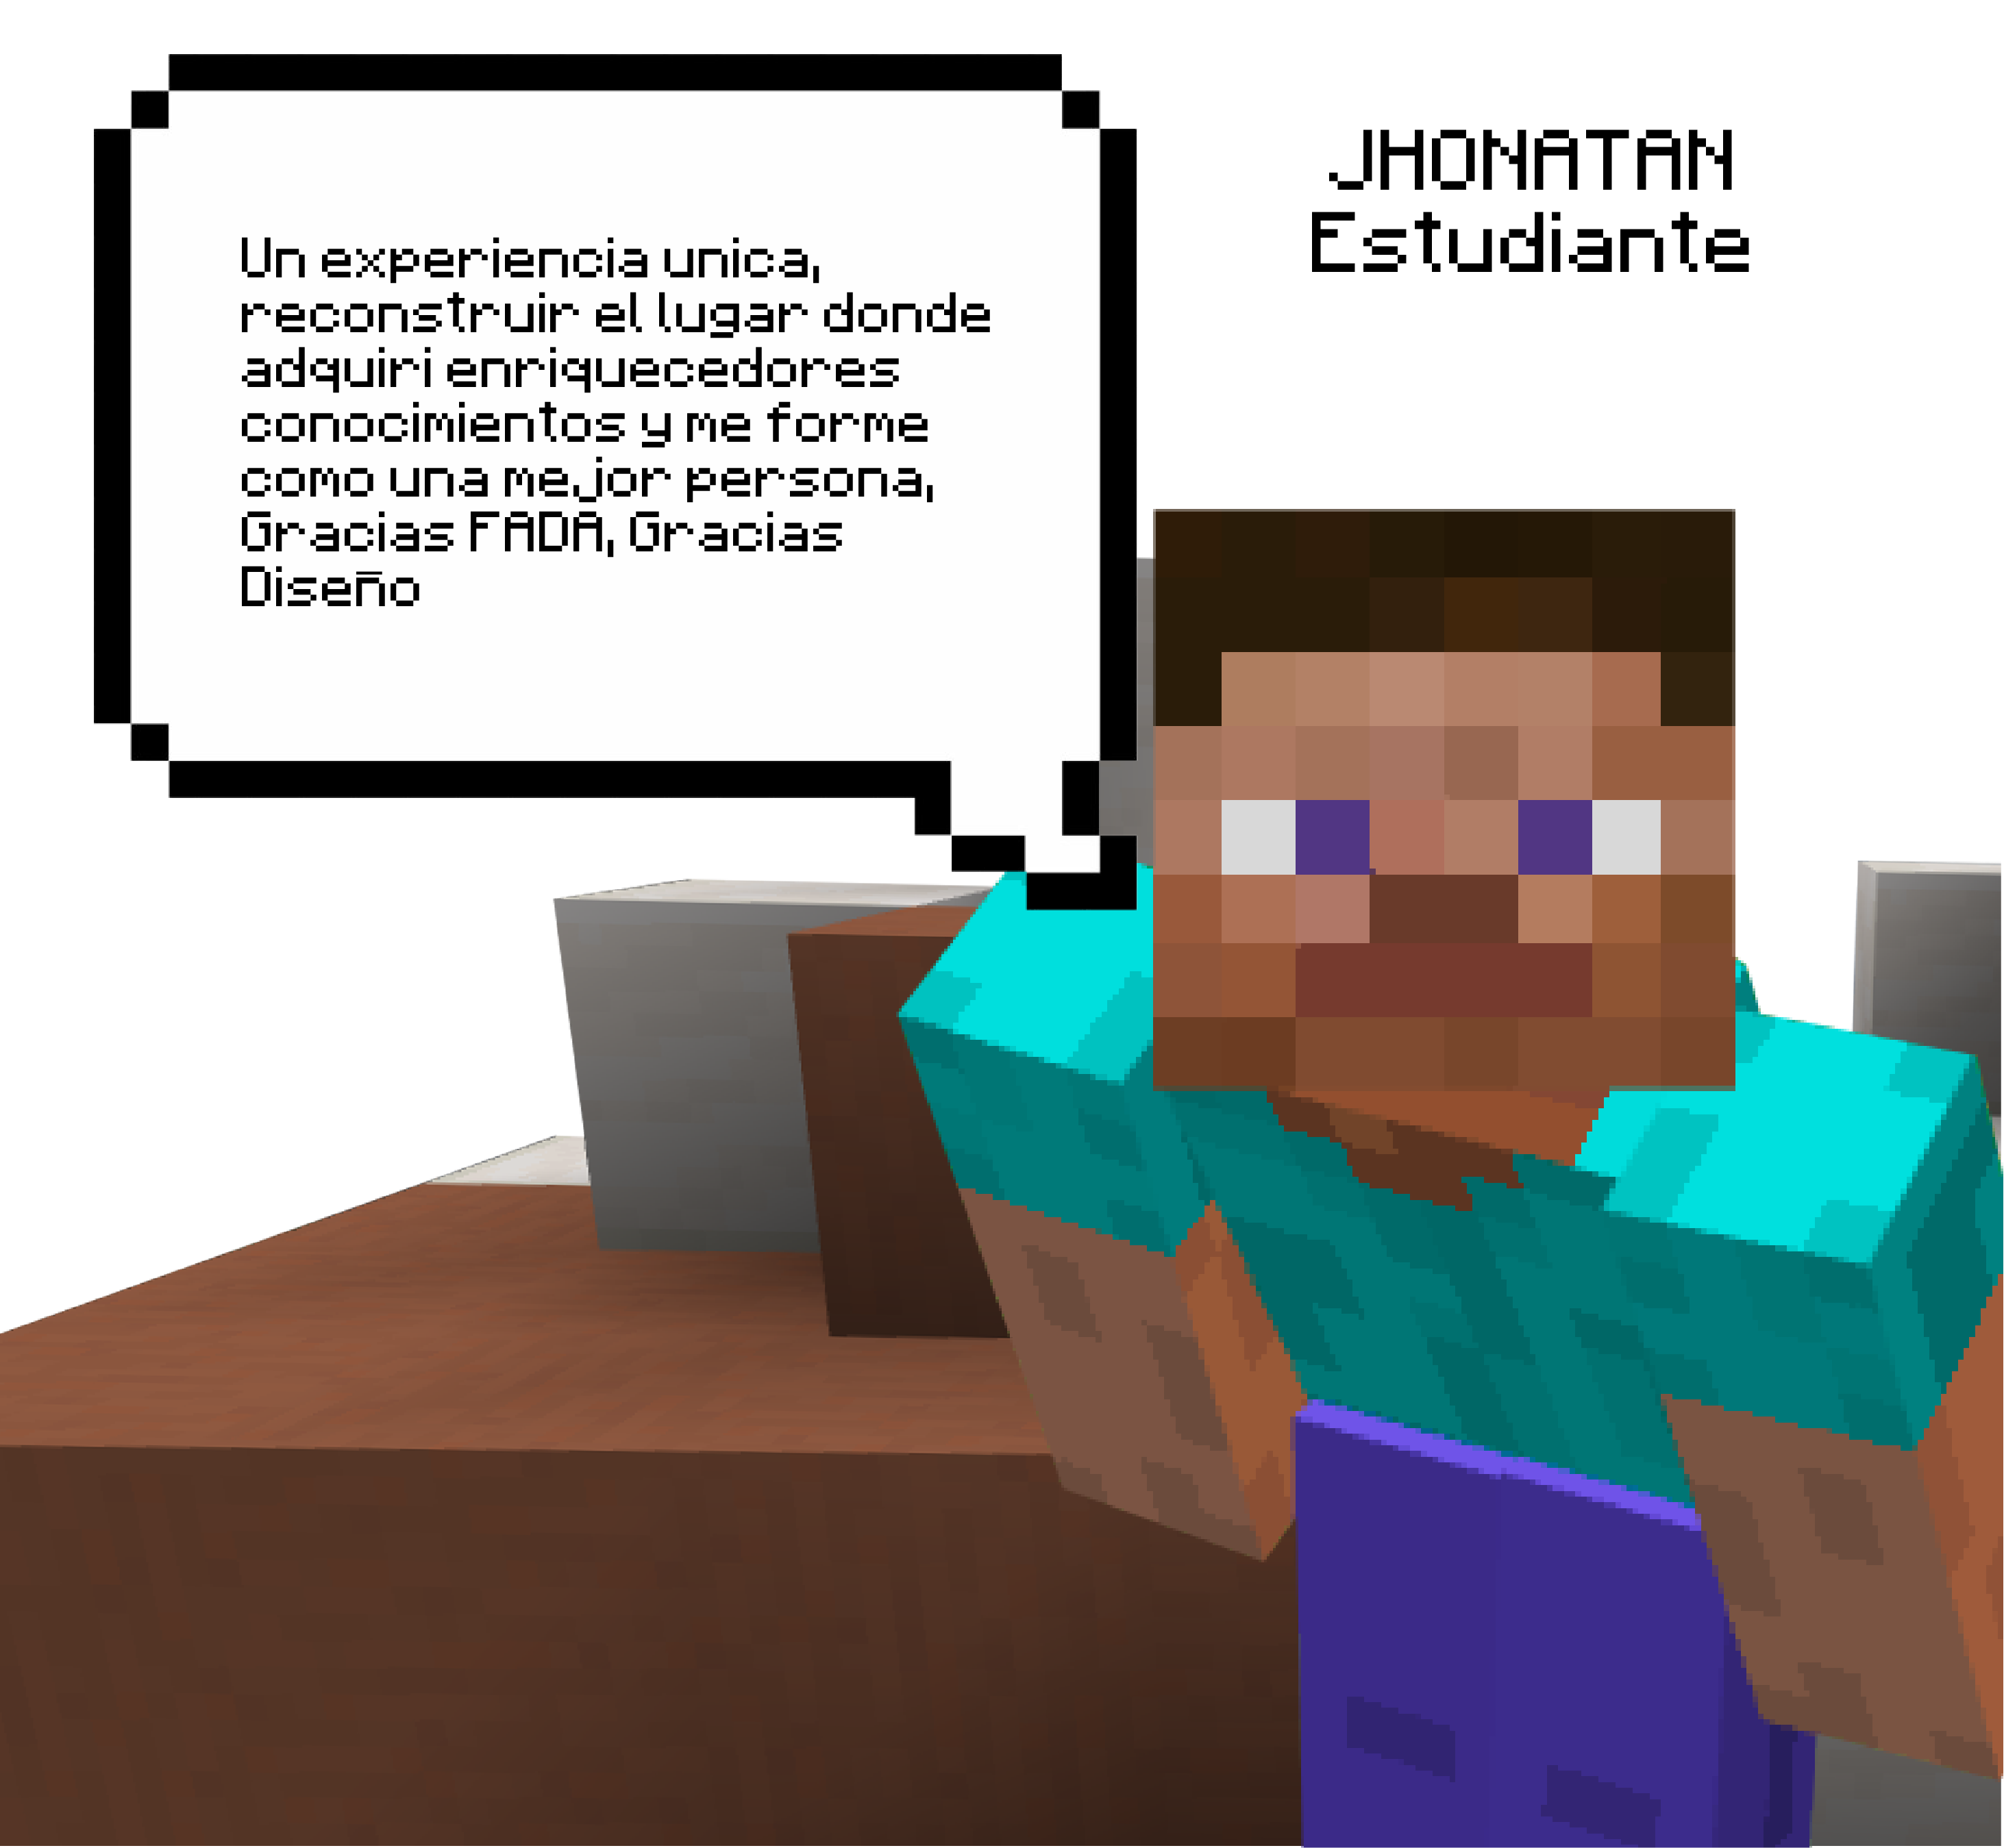 Un experiencia unica,
reconstruir el lugar donde
adquiri enriquecedores
conocimientos y me forme
como una mejor persona,
Gracias FADA, Gracias
Diseño
JHONATAN
Estudiante